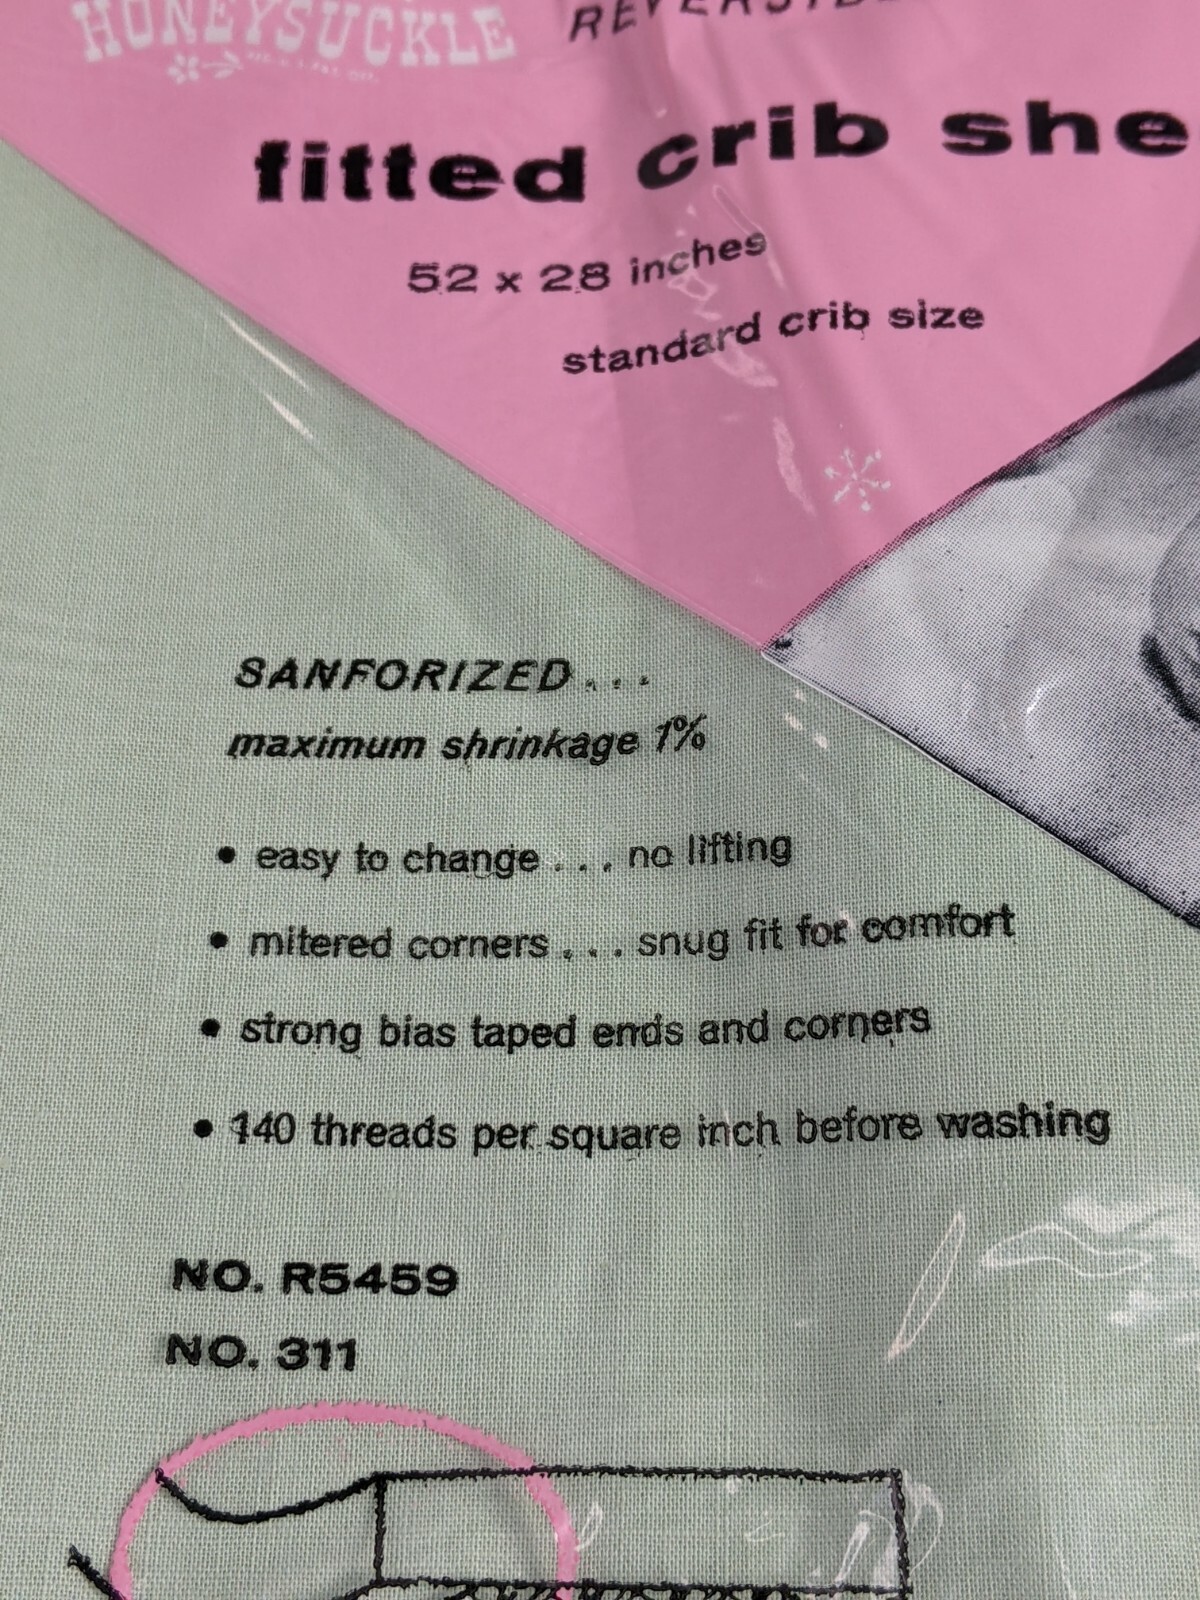 HONEYSUCKLE
fitted crib she
52 x 28 inches
standard crib size
SANFORIZED...
maximum shrinkage 1%
• easy to change ... no lifting
• mitered corners ... snug fit for comfort
• strong bias taped ends and corners
• 140 threads per square inch before washing
NO. R5459
NO. 311